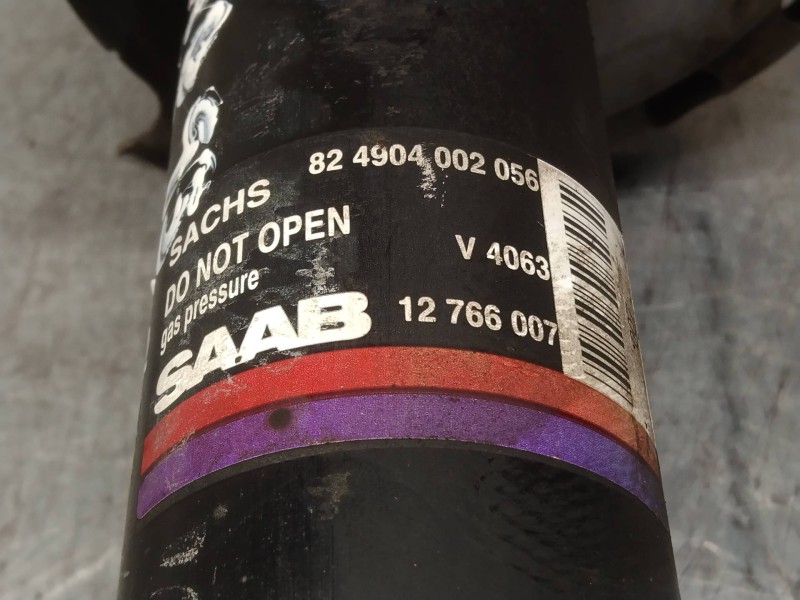 82 4904 002 056
SACHS
DO NOT OPEN
gas pressure
V 4063
SAAB
12 766 007